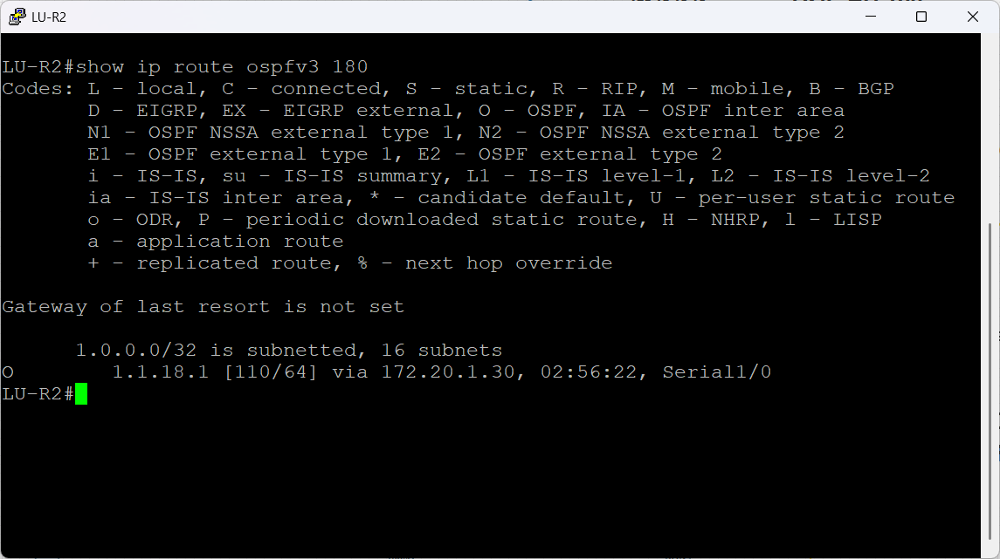 LU-R2
LU-R2#show ip route ospfv3 180
Codes: L - local, C - connected, S - static, R - RIP, M - mobile, B - BGP
       D - EIGRP, EX - EIGRP external, O - OSPF, IA - OSPF inter area
       N1 - OSPF NSSA external type 1, N2 - OSPF NSSA external type 2
       E1 - OSPF external type 1, E2 - OSPF external type 2
       i - IS-IS, su - IS-IS summary, L1 - IS-IS level-1, L2 - IS-IS level-2
       ia - IS-IS inter area, * - candidate default, U - per-user static route
       o - ODR, P - periodic downloaded static route, H - NHRP, l - LISP
       a - application route
       + - replicated route, % - next hop override
Gateway of last resort is not set
      1.0.0.0/32 is subnetted, 16 subnets
O        1.1.18.1 [110/64] via 172.20.1.30, 02:56:22, Serial1/0
LU-R2#